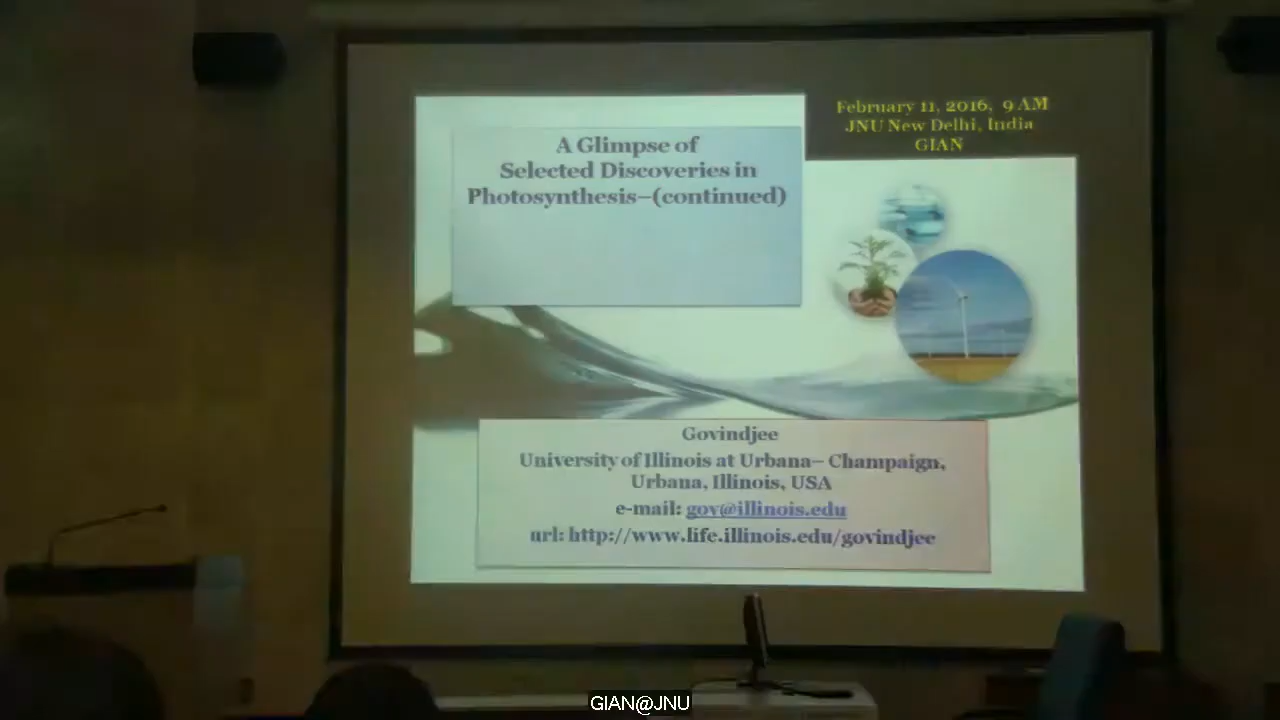 February 11, 2016, 9 AM
JNU New Delhi, India
GIAN
A Glimpse of
Selected Discoveries in
Photosynthesis–(continued)
Govindjee
University of Illinois at Urbana– Champaign,
Urbana, Illinois, USA
e-mail: gov@illinois.edu
url: http://www.life.illinois.edu/govindjee
GIAN@JNU